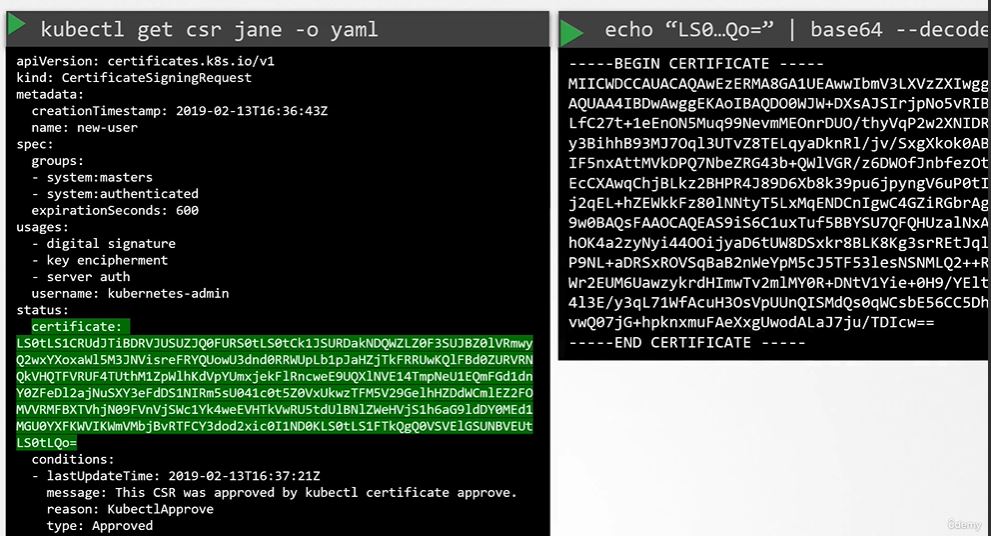 kubectl get csr jane -o yaml
apiVersion: certificates.k8s.io/v1
kind: CertificateSigningRequest
metadata:
  creationTimestamp: 2019-02-13T16:36:43Z
  name: new-user
spec:
  groups:
  - system:masters
  - system:authenticated
  expirationSeconds: 600
usages:
  - digital signature
  - key encipherment
  - server auth
  username: kubernetes-admin
status:
  certificate:
LS0tLS1CRUdJTiBDRVJUSUZJQ0FURS0tLS0tCk1JSURDakNDQWZLZ0F3SUJBZ0lVRmwy
Q2wxYXoxaWl5M3JNVisreFRYQUowU3dnd0RRWUpLb1pJaHZjTkFRRUwKQlFBd0ZURVRN
QkVHQTFVRUF4TUthM1ZpWlhKdVpYUmxjekFlRncweE9UQXlNVE14TmpNeU1EQmFGd1dn
Y0ZFeDl2ajNuSXY3eFdDS1NIRm5sU041c0t5Z0VxUkwzTFM5V29GelhHZDdWCmlEZ2FO
MVVRMFBXTVhjN09FVnVjSWc1Yk4weEVHTkVwRU5tdUlBNlZWeHVjS1h6aG9ldDY0MEd1
MGU0YXFKWVIKWmVMbjBvRTFCY3dod2xic0I1ND0KLS0tLS1FTkQgQ0VSVElGSUNBVEUt
LS0tLQo=
  conditions:
  - lastUpdateTime: 2019-02-13T16:37:21Z
    message: This CSR was approved by kubectl certificate approve.
    reason: KubectlApprove
    type: Approved
echo “LS0…Qo=” | base64 --decode
-----BEGIN CERTIFICATE -----
MIICWDCCAUACAQAwEzERMA8GA1UEAwwIbmV3LXVzZXIwgg
AQUAA4IBDwAwggEKAoIBAQDO0WJW+DXsAJSIrjpNo5vRIB
LfC27t+1eEnON5Muq99NevmMEOnrDUO/thyVqP2w2XNIDR
y3BihhB93MJ7Oql3UTvZ8TELqyaDknRl/jv/SxgXkok0AB
IF5nxAttMVkDPQ7NbeZRG43b+QWlVGR/z6DWOfJnbfezOt
EcCXAwqChjBLkz2BHPR4J89D6Xb8k39pu6jpyngV6uP0tI
j2qEL+hZEWkkFz80lNNtyT5LxMqENDCnIgwC4GZiRGbrAg
9w0BAQsFAAOCAQEAS9iS6C1uxTuf5BBYSU7QFQHUzalNxA
hOK4a2zyNyi44OOijyaD6tUW8DSxkr8BLK8Kg3srREtJql
P9NL+aDRSxROVSqBaB2nWeYpM5cJ5TF53lesNSNMLQ2++R
Wr2EUM6UawzykrdHImwTv2mlMY0R+DNtV1Yie+0H9/YElt
4l3E/y3qL71WfAcuH3OsVpUUnQISMdQs0qWCsbE56CC5Dh
vwQ07jG+hpknxmuFAeXxgUwodALaJ7ju/TDIcw==
-----END CERTIFICATE -----
ûdemy